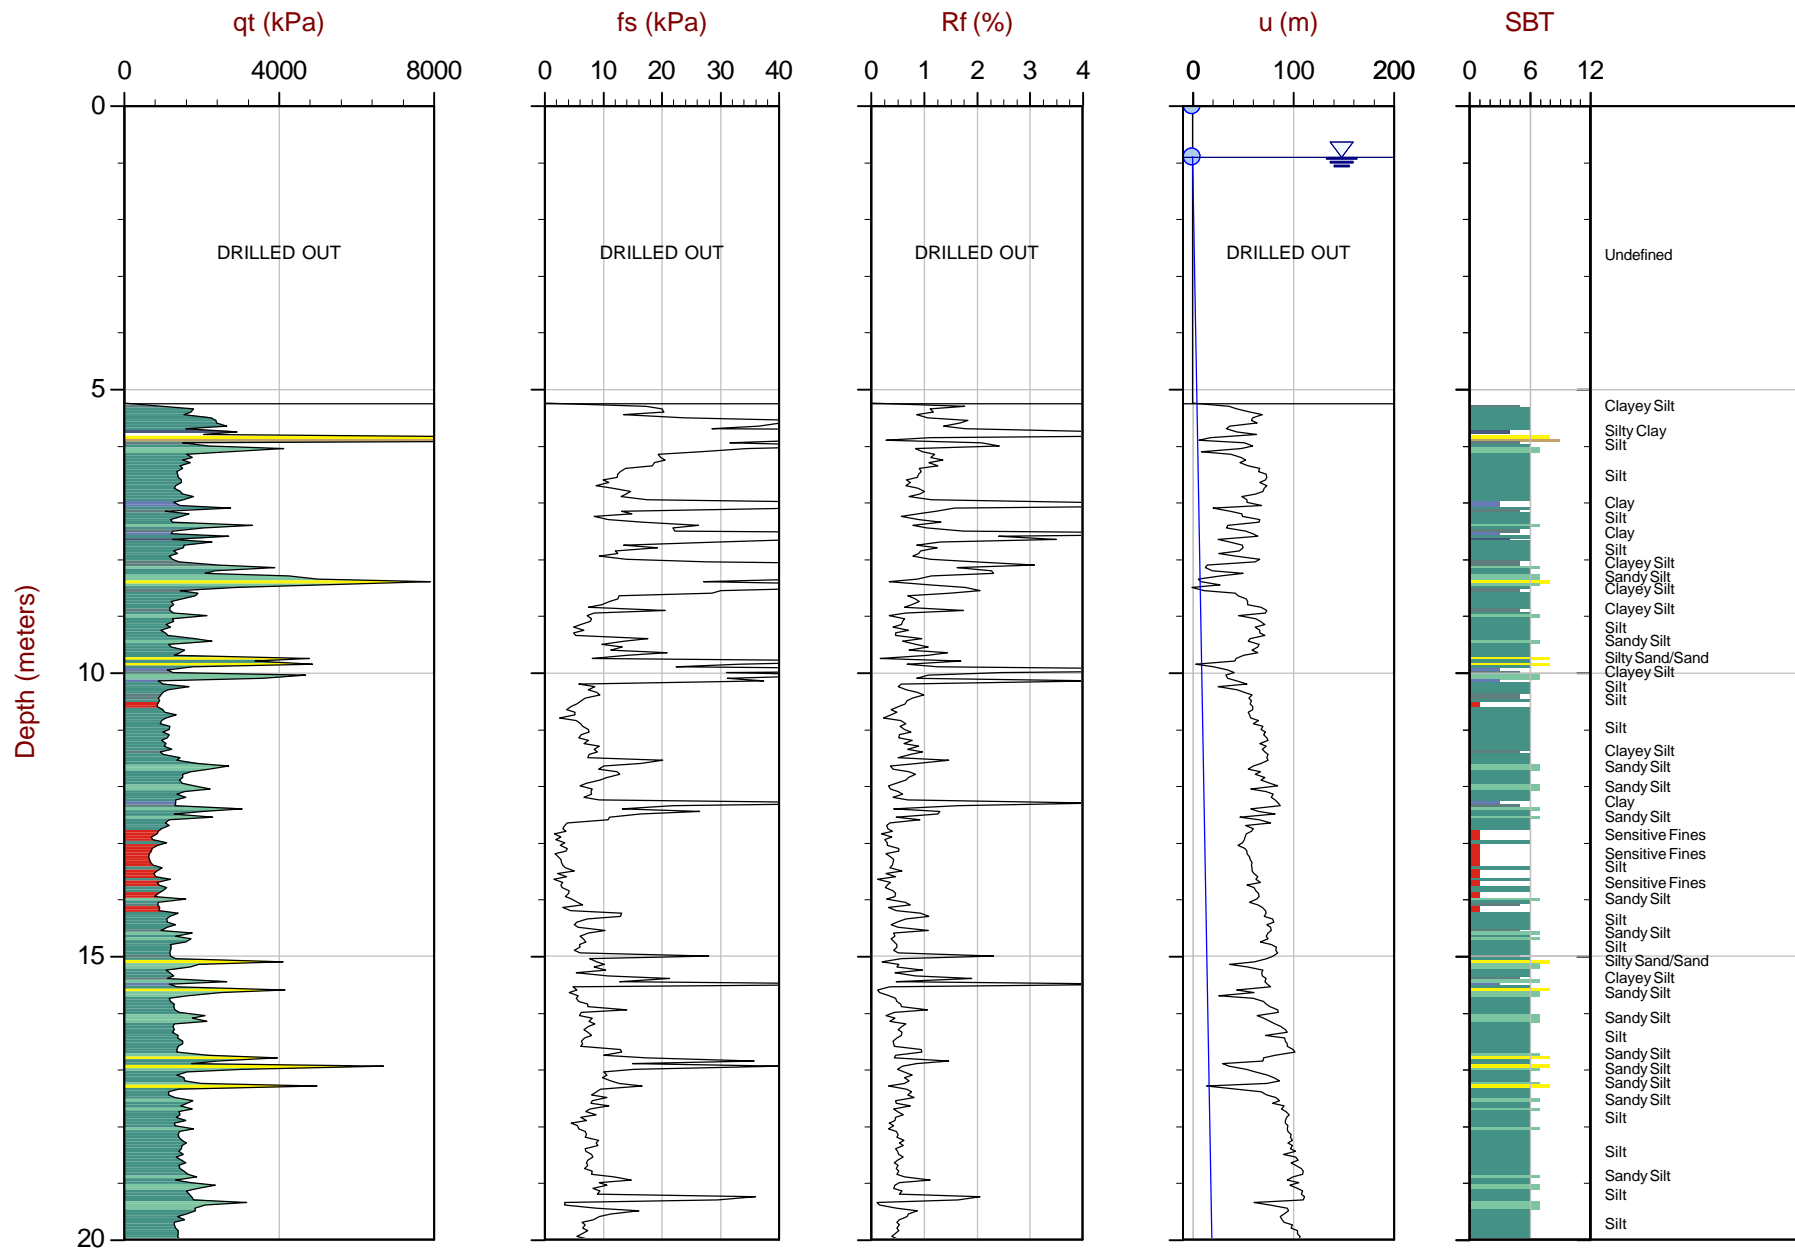 qt (kPa) fs (kPa) Rf (%) u (m) SBT
0 4000 8000 0 10 20 30 40 0 1 2 3 4 0 100 200 0 6 12
0
DRILLED OUT DRILLED OUT DRILLED OUT DRILLED OUT Undefined
5
Clayey Silt
Silty Clay
Silt
Silt
Clay
Silt
Clay
Silt
Clayey Silt
Sandy Silt
Clayey Silt
Clayey Silt
Silt
Sandy Silt
Silty Sand/Sand
10 Clayey Silt
Silt
Silt
Depth (meters)
Silt
Clayey Silt
Sandy Silt
Sandy Silt
Clay
Sandy Silt
Sensitive Fines
Sensitive Fines
Silt
Sensitive Fines
Sandy Silt
Silt
Sandy Silt
Silt
15 Silty Sand/Sand
Clayey Silt
Sandy Silt
Sandy Silt
Silt
Sandy Silt
Sandy Silt
Sandy Silt
Sandy Silt
Silt
Silt
Sandy Silt
Silt
Silt
20